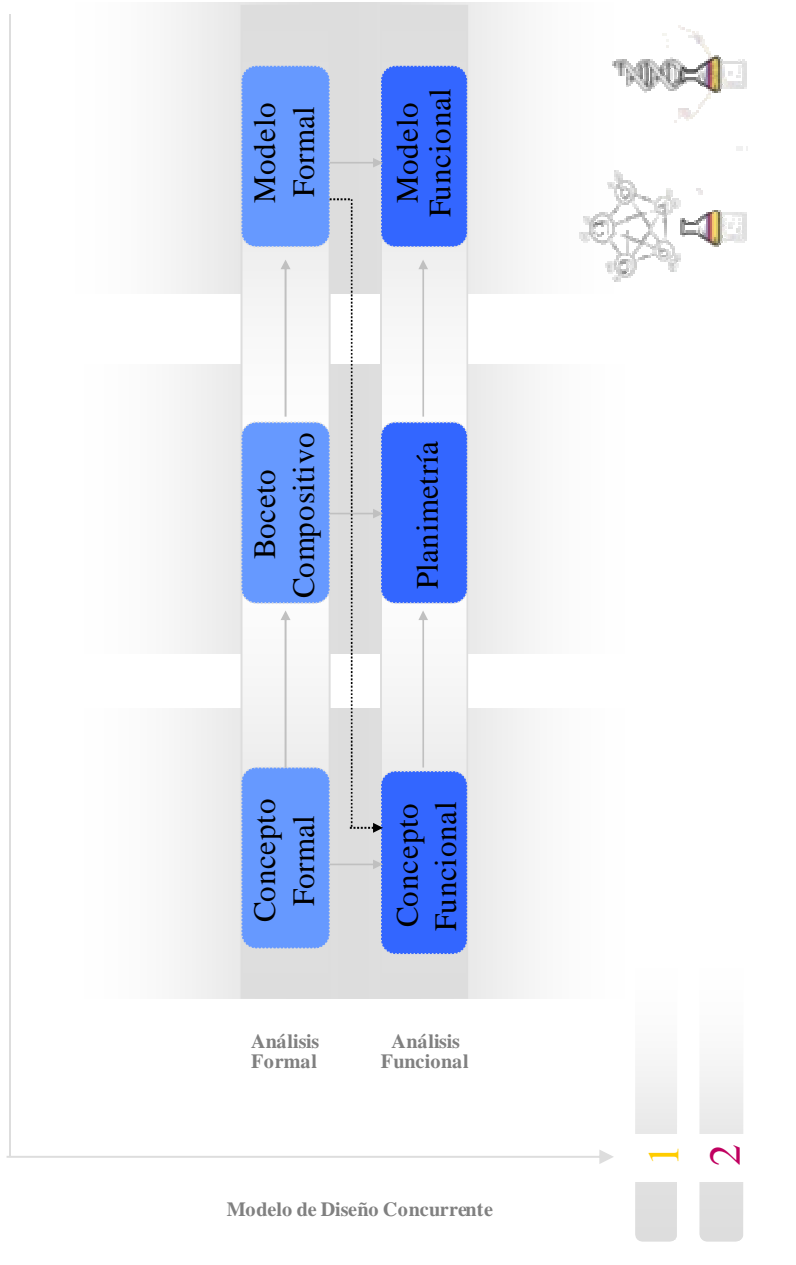 Modelo
Formal
Modelo
Funcional
Boceto
Compositivo
Planimetría
Concepto
Formal
Concepto
Funcional
Análisis
Formal
Análisis
Funcional
1
2
Modelo de Diseño Concurrente